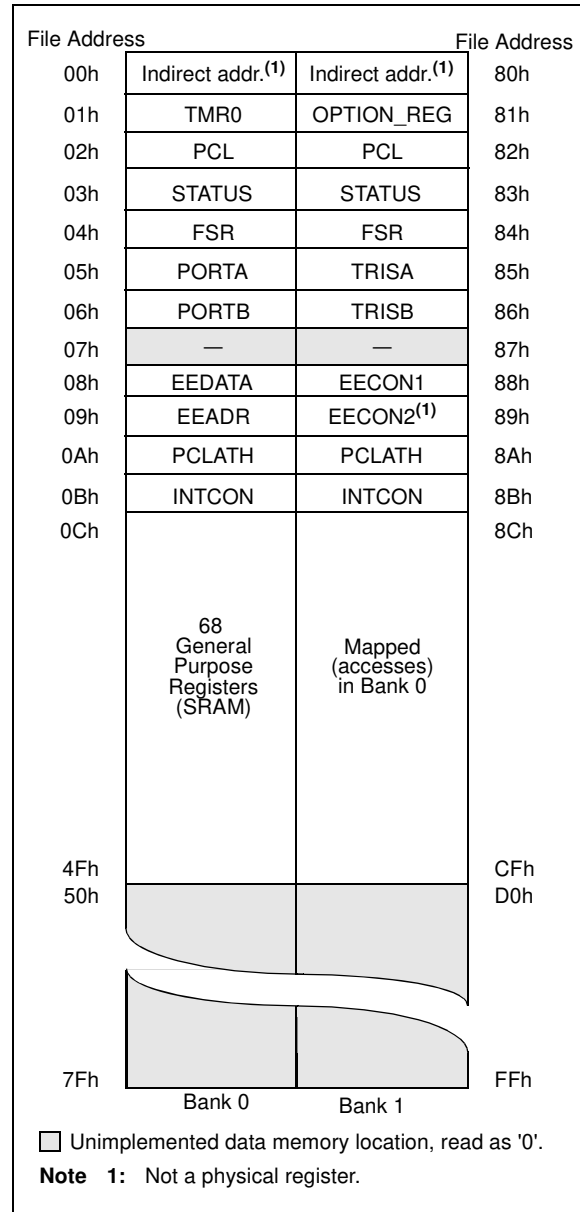 File Address File Address
00h Indirect addr.(1) Indirect addr.(1) 80h
01h TMR0 OPTION_REG 81h
02h PCL PCL 82h
03h STATUS STATUS 83h
04h FSR FSR 84h
05h PORTA TRISA 85h
06h PORTB TRISB 86h
07h — — 87h
08h EEDATA EECON1 88h
09h EEADR EECON2(1) 89h
0Ah PCLATH PCLATH 8Ah
0Bh INTCON INTCON 8Bh
0Ch 8Ch
68
General
Purpose
Registers
(SRAM)
Mapped
(accesses)
in Bank 0
4Fh CFh
50h D0h
7Fh FFh
Bank 0 Bank 1
Unimplemented data memory location, read as '0'.
Note 1: Not a physical register.